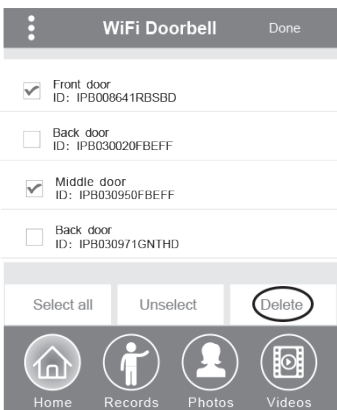 WiFi Doorbell Done
Front door
ID: IPB008641RBSBD
Back door
ID: IPB030020FBEFF
Middle door
ID: IPB030950FBEFF
Back door
ID: IPB030971GNTHD
Select all Unselect Delete
Home Records Photos Videos